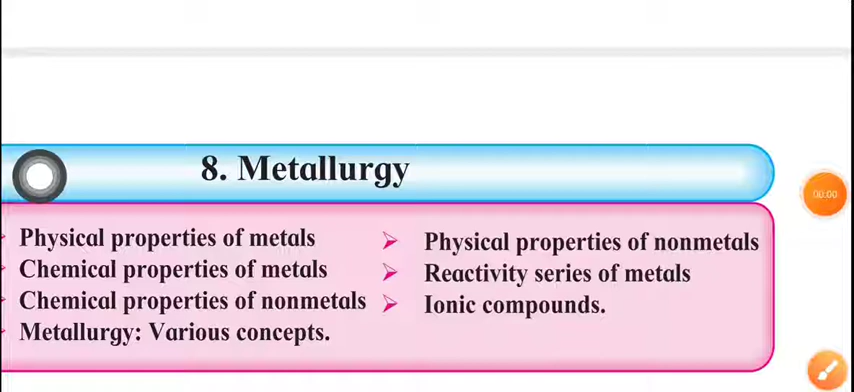 8. Metallurgy
00:00
Physical properties of metals
Chemical properties of metals
Chemical properties of nonmetals
Metallurgy: Various concepts.
Physical properties of nonmetals
Reactivity series of metals
Ionic compounds.